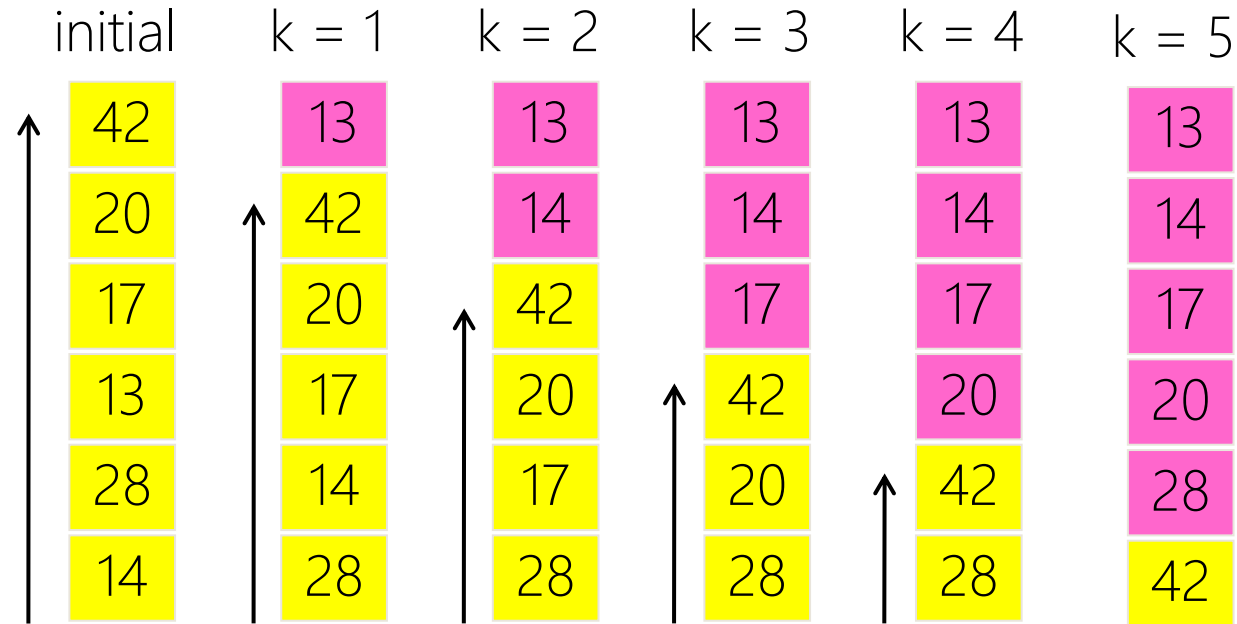 initial k = 1 k = 2 k = 3 k = 4 k = 5
42 13 13 13 13 13
20 42 14 14 14 14
17 20 42 17 17 17
13 17 20 42 20 20
28 14 17 20 42 28
14 28 28 28 28 42